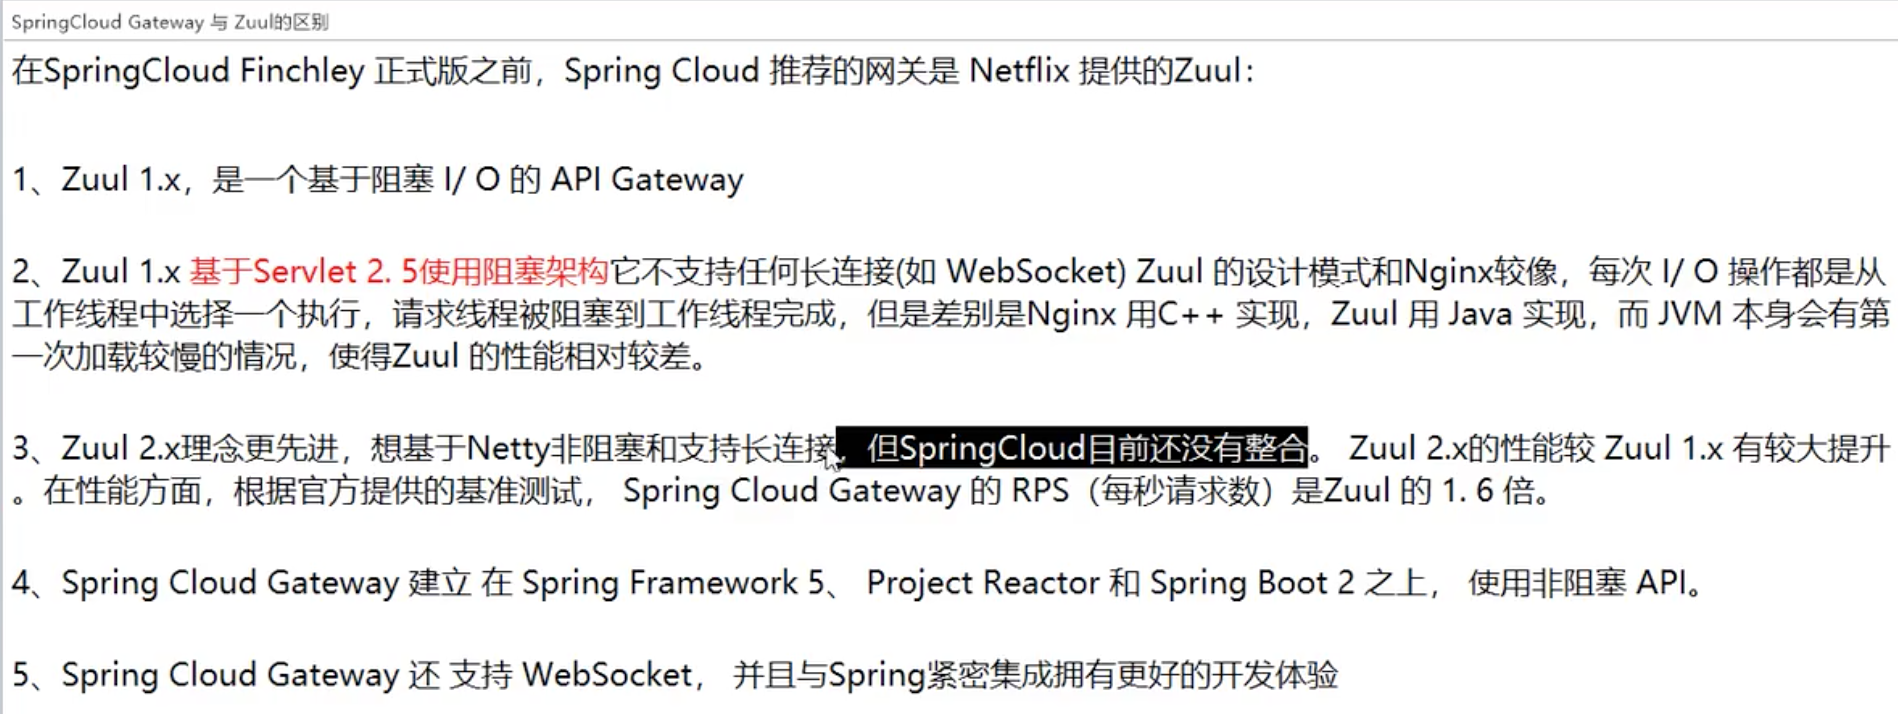 SpringCloud Gateway 与 Zuul的区别
在SpringCloud Finchley 正式版之前，Spring Cloud 推荐的网关是 Netflix 提供的Zuul：
1、Zuul 1.x，是一个基于阻塞 I/ O 的 API Gateway
2、Zuul 1.x 基于Servlet 2. 5使用阻塞架构它不支持任何长连接(如 WebSocket) Zuul 的设计模式和Nginx较像，每次 I/ O 操作都是从
工作线程中选择一个执行，请求线程被阻塞到工作线程完成，但是差别是Nginx 用C++ 实现，Zuul 用 Java 实现，而 JVM 本身会有第
一次加载较慢的情况，使得Zuul 的性能相对较差。
3、Zuul 2.x理念更先进，想基于Netty非阻塞和支持长连接，但SpringCloud目前还没有整合。 Zuul 2.x的性能较 Zuul 1.x 有较大提升
。在性能方面，根据官方提供的基准测试， Spring Cloud Gateway 的 RPS（每秒请求数）是Zuul 的 1. 6 倍。
4、Spring Cloud Gateway 建立 在 Spring Framework 5、 Project Reactor 和 Spring Boot 2 之上， 使用非阻塞 API。
5、Spring Cloud Gateway 还 支持 WebSocket， 并且与Spring紧密集成拥有更好的开发体验